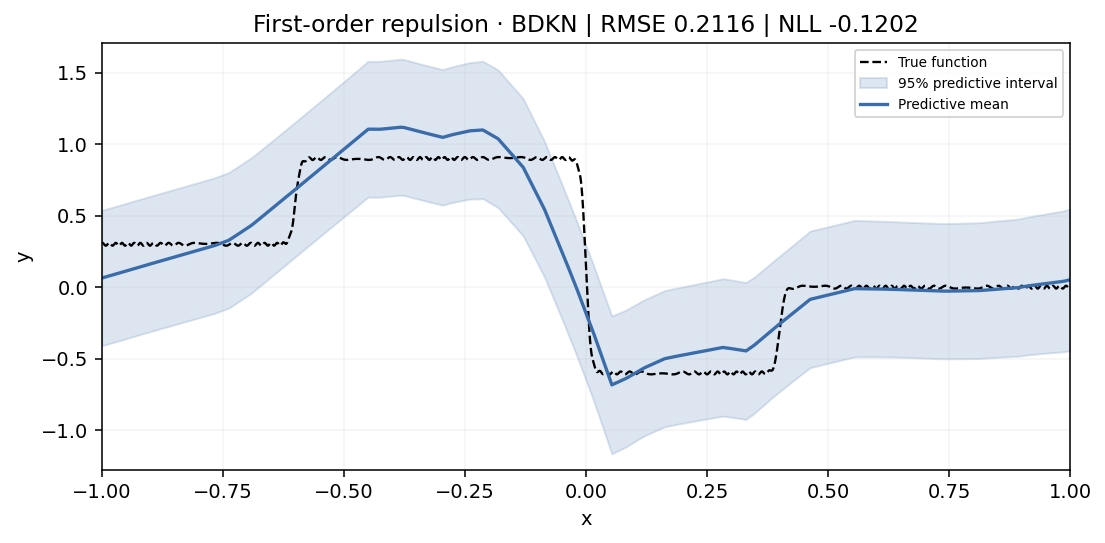 First-order repulsion · BDKN | RMSE 0.2116 | NLL -0.1202
True function
95% predictive interval
Predictive mean
y
1.5
1.0
0.5
0.0
−0.5
−1.0
−1.00 −0.75 −0.50 −0.25 0.00 0.25 0.50 0.75 1.00
x